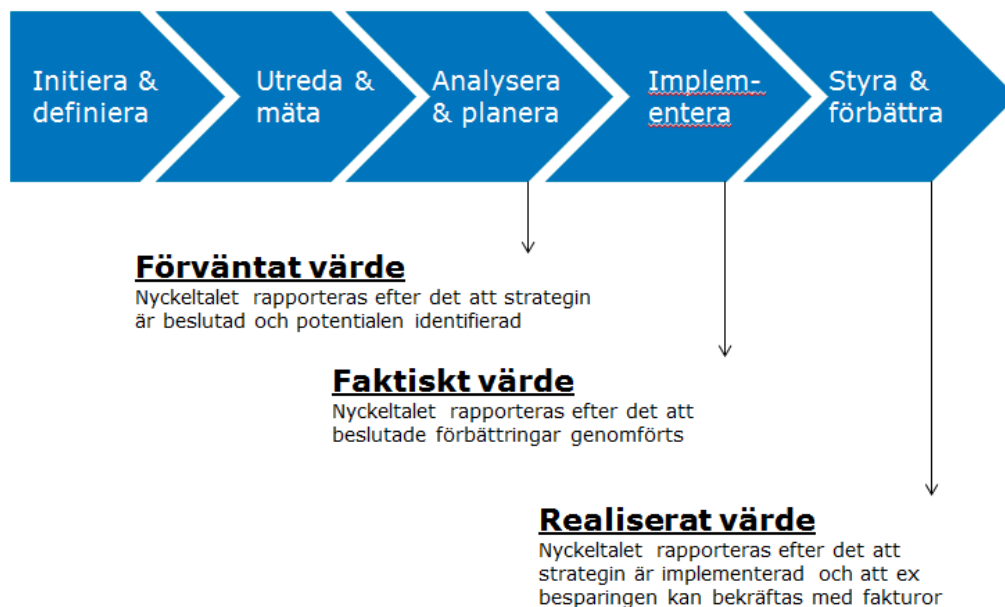 Initiera &
definiera
Utreda &
mäta
Analysera
& planera
Implem-
entera
Styra &
förbättra
Förväntat värde
Nyckeltalet rapporteras efter det att strategin
är beslutad och potentialen identifierad
Faktiskt värde
Nyckeltalet rapporteras efter det att
beslutade förbättringar genomförts
Realiserat värde
Nyckeltalet rapporteras efter det att
strategin är implementerad och att ex
besparingen kan bekräftas med fakturor